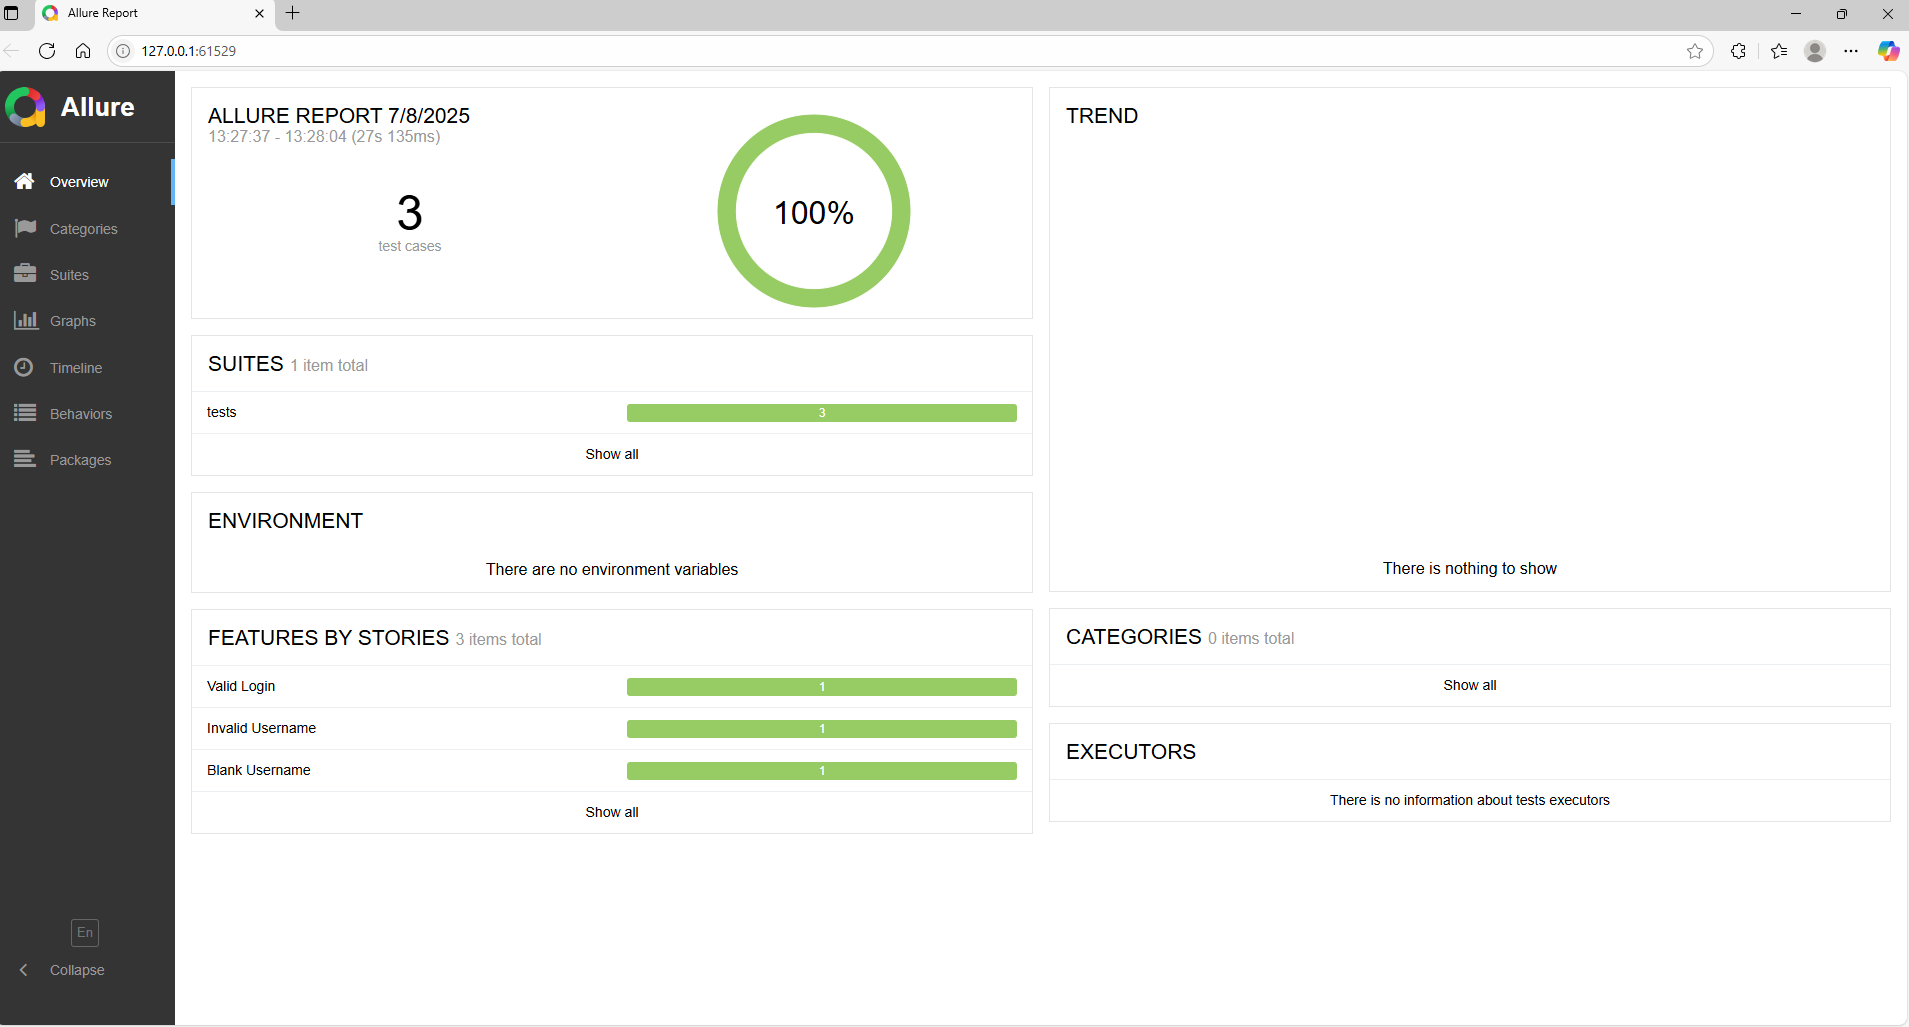 Allure Report
127.0.0.1:61529
Allure
Overview
Categories
Suites
Graphs
Timeline
Behaviors
Packages
En
Collapse
ALLURE REPORT 7/8/2025
13:27:37 - 13:28:04 (27s 135ms)
3
test cases
100%
SUITES 1 item total
tests 3
Show all
ENVIRONMENT
There are no environment variables
FEATURES BY STORIES 3 items total
Valid Login 1
Invalid Username 1
Blank Username 1
Show all
TREND
There is nothing to show
CATEGORIES 0 items total
Show all
EXECUTORS
There is no information about tests executors